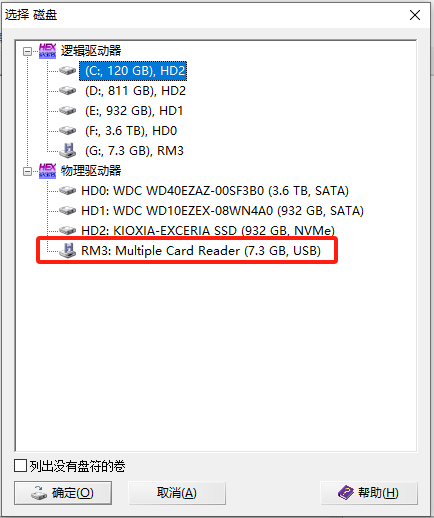 选择 磁盘
HEX 逻辑驱动器
(C:, 120 GB), HD2
(D:, 811 GB), HD2
(E:, 932 GB), HD1
(F:, 3.6 TB), HD0
(G:, 7.3 GB), RM3
HEX 物理驱动器
HD0: WDC WD40EZAZ-00SF3B0 (3.6 TB, SATA)
HD1: WDC WD10EZEX-08WN4A0 (932 GB, SATA)
HD2: KIOXIA-EXCERIA SSD (932 GB, NVMe)
RM3: Multiple Card Reader (7.3 GB, USB)
列出没有盘符的卷
确定(O) 取消(A) 帮助(H)